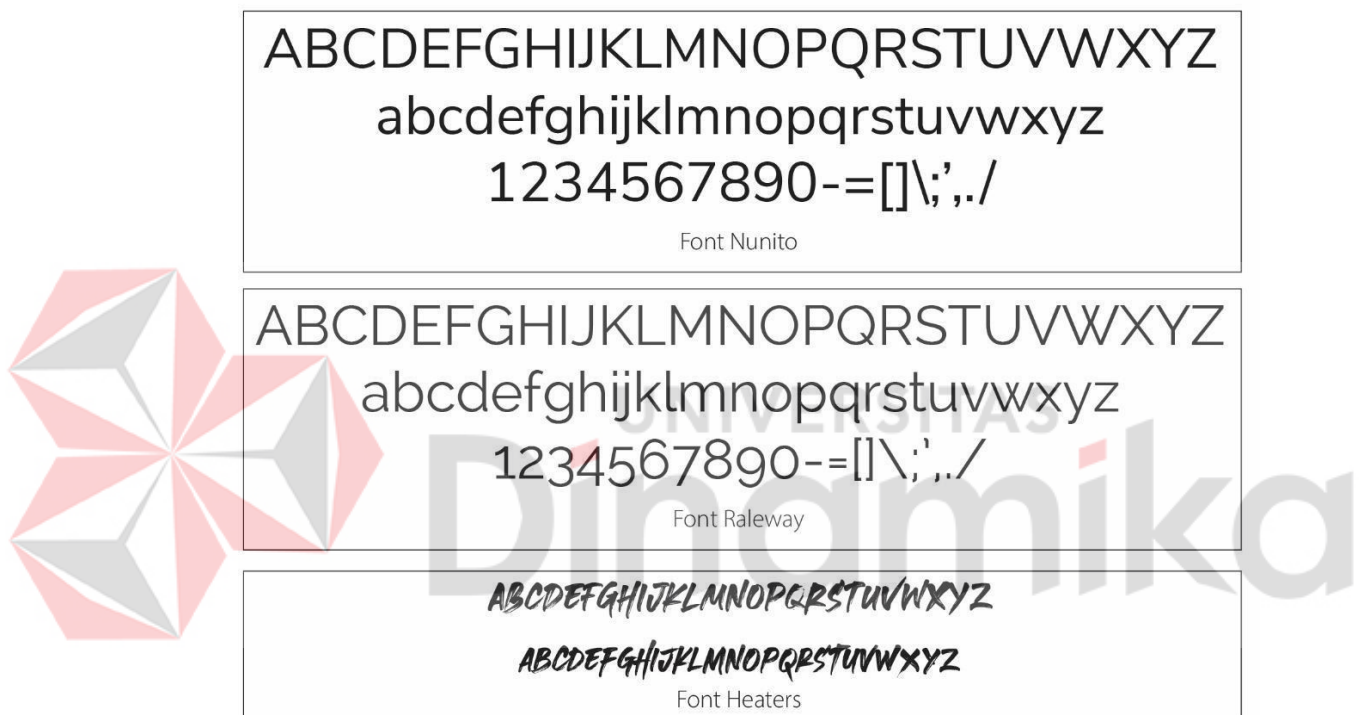 ABCDEFGHIJKLMNOPQRSTUVWXYZ
abcdefghijklmnopqrstuvwxyz
1234567890-=[]\;’,./
Font Nunito
ABCDEFGHIJKLMNOPQRSTUVWXYZ
abcdefghijklmnopqrstuvwxyz
1234567890-=[]\;’,./
Font Raleway
UNIVERSITAS
Dinamika
ABCDEFGHIJKLMNOPQRSTUVWXYZ
ABCDEFGHIJKLMNOPQRSTUVWXYZ
Font Heaters